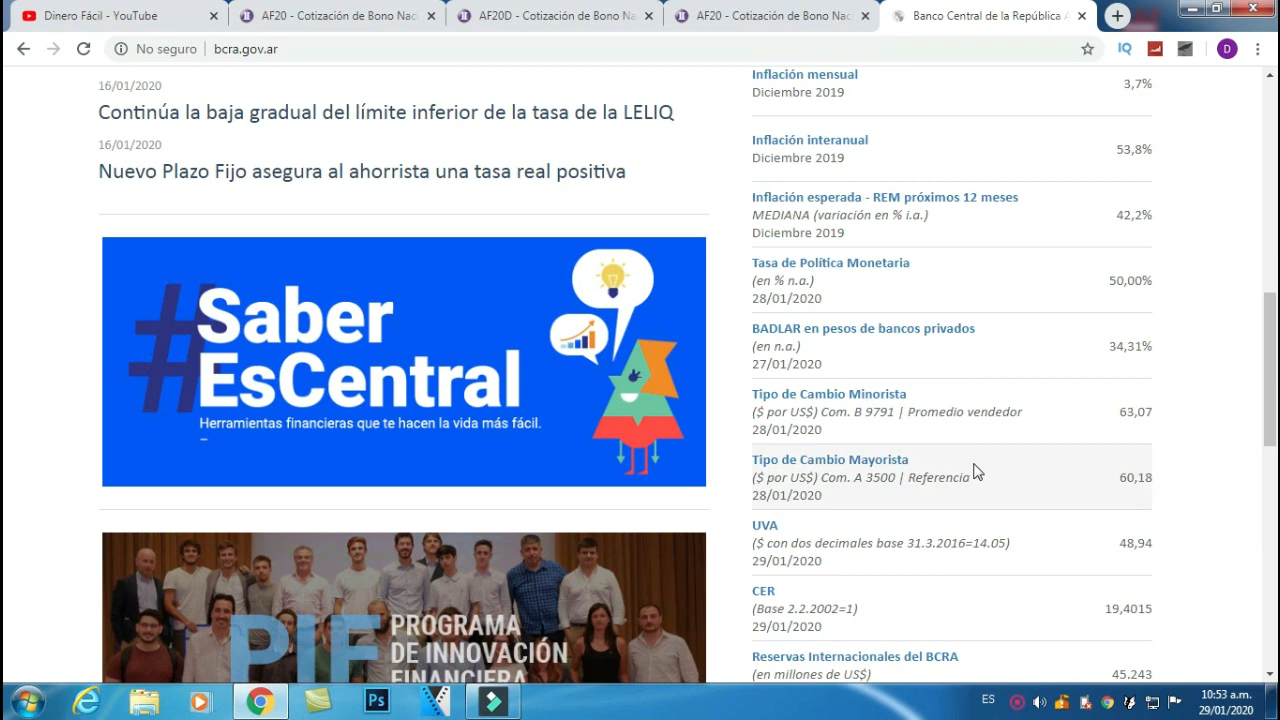 Dinero Fácil - YouTube
AF20 - Cotización de Bono Naci
AF20 - Cotización de Bono Na
AF20 - Cotización de Bono Nac
Banco Central de la República A
No seguro | bcra.gov.ar
IQ
D
16/01/2020
Continúa la baja gradual del límite inferior de la tasa de la LELIQ
16/01/2020
Nuevo Plazo Fijo asegura al ahorrista una tasa real positiva
#Saber
EsCentral
Herramientas financieras que te hacen la vida más fácil.
PIF
PROGRAMA
DE INNOVACIÓN
FINANCIERA
Inflación mensual
Diciembre 2019
3,7%
Inflación interanual
Diciembre 2019
53,8%
Inflación esperada - REM próximos 12 meses
MEDIANA (variación en % i.a.)
Diciembre 2019
42,2%
Tasa de Política Monetaria
(en % n.a.)
28/01/2020
50,00%
BADLAR en pesos de bancos privados
(en n.a.)
27/01/2020
34,31%
Tipo de Cambio Minorista
($ por US$) Com. B 9791 | Promedio vendedor
28/01/2020
63,07
Tipo de Cambio Mayorista
($ por US$) Com. A 3500 | Referencia
28/01/2020
60,18
UVA
($ con dos decimales base 31.3.2016=14.05)
29/01/2020
48,94
CER
(Base 2.2.2002=1)
29/01/2020
19,4015
Reservas Internacionales del BCRA
(en millones de US$)
45.243
Ps
ES
10:53 a.m.
29/01/2020